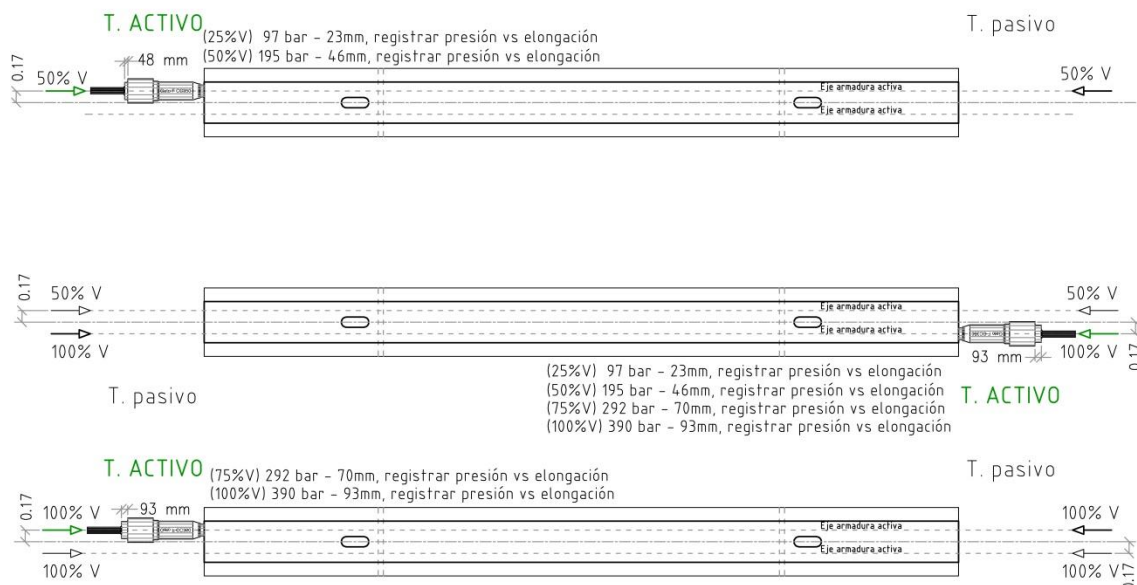 T. ACTIVO
T. pasivo
(25%V) 97 bar - 23mm, registrar presión vs elongación
(50%V) 195 bar - 46mm, registrar presión vs elongación
48 mm
0.17
50% V
50% V
Eje armadura activa
Eje armadura activa
0.17
50% V
50% V
Eje armadura activa
Eje armadura activa
100% V
93 mm
100% V
0.17
(25%V) 97 bar - 23mm, registrar presión vs elongación
(50%V) 195 bar - 46mm, registrar presión vs elongación
(75%V) 292 bar - 70mm, registrar presión vs elongación
(100%V) 390 bar - 93mm, registrar presión vs elongación
T. pasivo
T. ACTIVO
T. ACTIVO
T. pasivo
(75%V) 292 bar - 70mm, registrar presión vs elongación
(100%V) 390 bar - 93mm, registrar presión vs elongación
0.17
100% V
93 mm
100% V
Eje armadura activa
Eje armadura activa
100% V
100% V
0.17